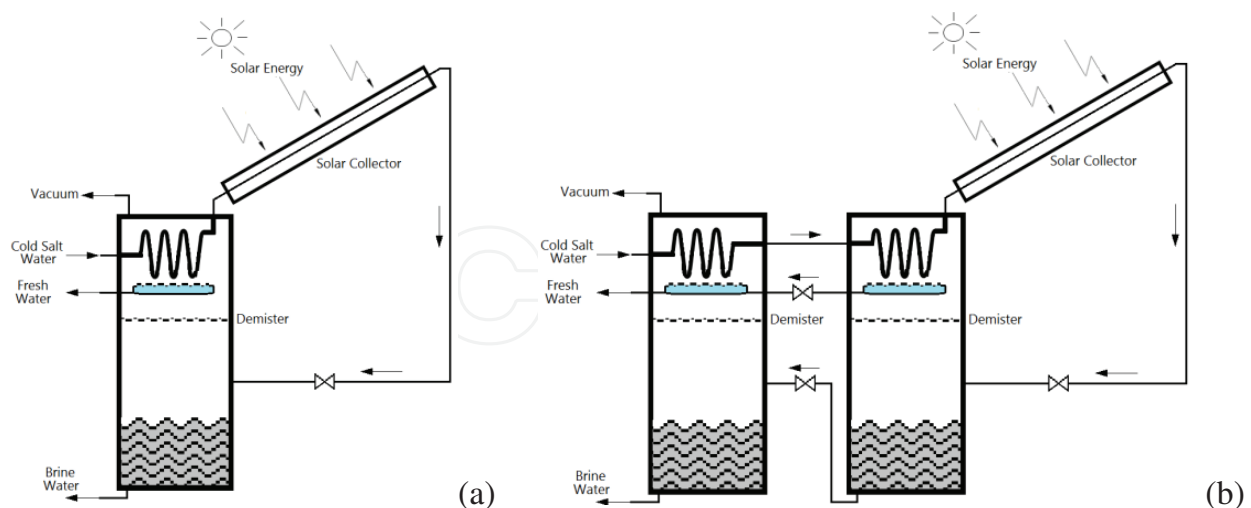 Solar Energy
Solar Collector
Vacuum
Cold Salt
Water
Fresh
Water
Demister
Brine
Water
(a)
Solar Energy
Solar Collector
Vacuum
Cold Salt
Water
Fresh
Water
Demister
Demister
Brine
Water
(b)